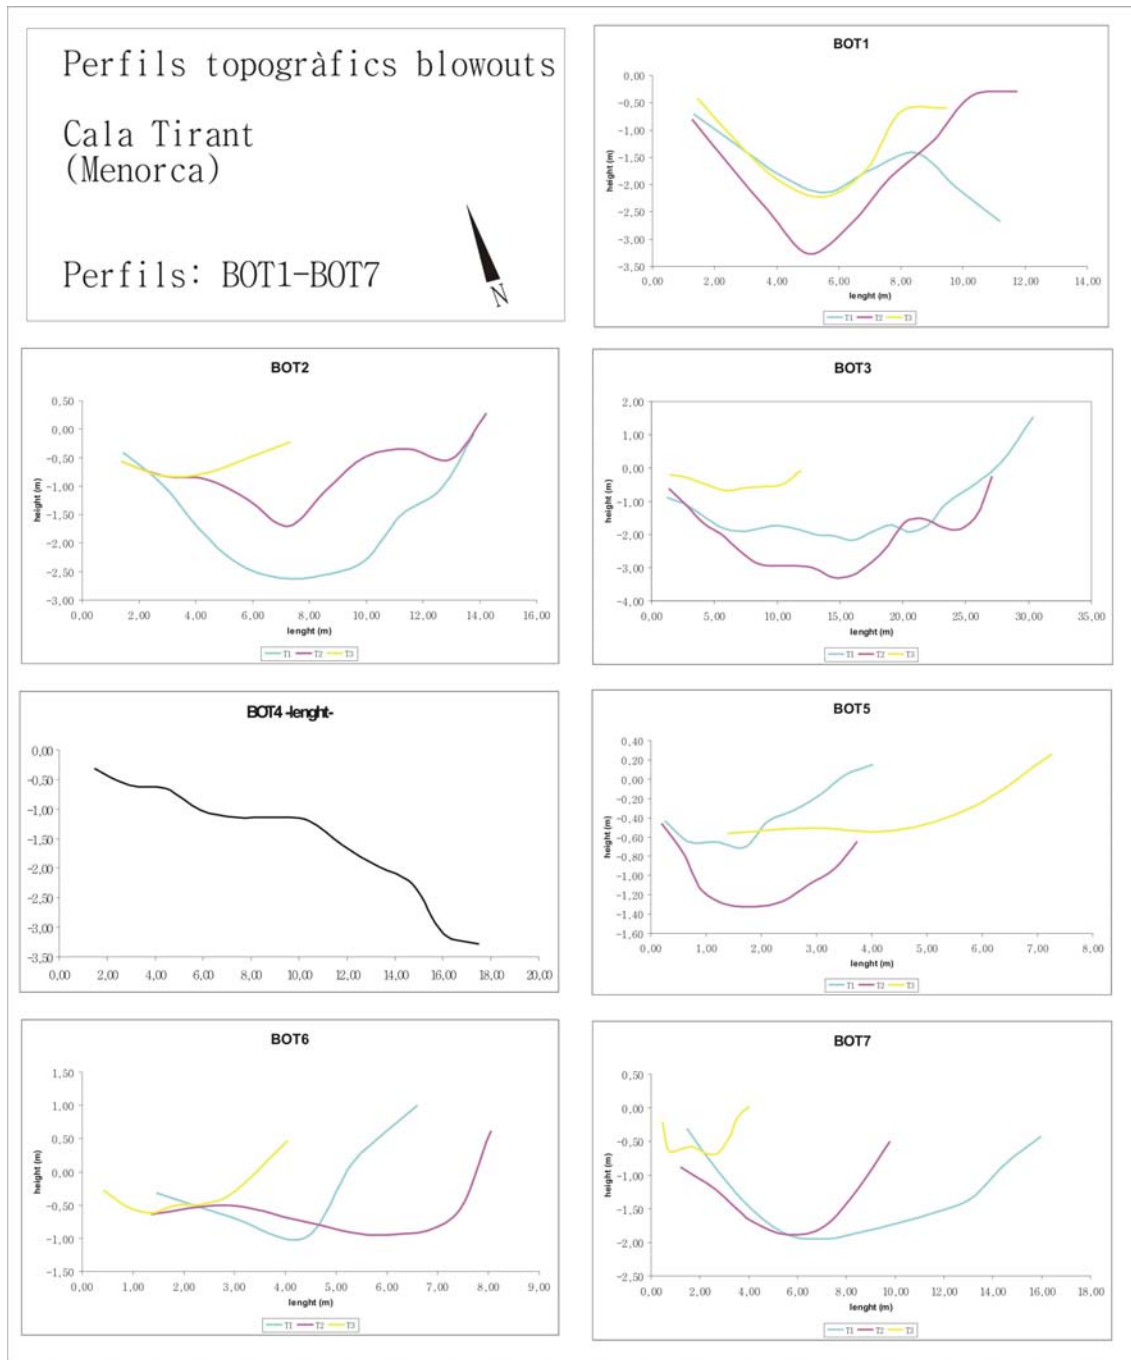 Perfils topogràfics blowouts
Cala Tirant
(Menorca)
Perfils: BOT1-BOT7
N
BOT1
height (m)
0,00
-0,50
-1,00
-1,50
-2,00
-2,50
-3,00
-3,50
0,00 2,00 4,00 6,00 8,00 10,00 12,00 14,00
lenght (m)
T1 T2 T3
BOT2
height (m)
0,50
0,00
-0,50
-1,00
-1,50
-2,00
-2,50
-3,00
0,00 2,00 4,00 6,00 8,00 10,00 12,00 14,00 16,00
lenght (m)
T1 T2 T3
BOT3
height (m)
2,00
1,00
0,00
-1,00
-2,00
-3,00
-4,00
0,00 5,00 10,00 15,00 20,00 25,00 30,00 35,00
lenght (m)
T1 T2 T3
BOT4 -lenght-
0,00
-0,50
-1,00
-1,50
-2,00
-2,50
-3,00
-3,50
0,00 2,00 4,00 6,00 8,00 10,00 12,00 14,00 16,00 18,00 20,00
BOT5
height (m)
0,40
0,20
0,00
-0,20
-0,40
-0,60
-0,80
-1,00
-1,20
-1,40
-1,60
0,00 1,00 2,00 3,00 4,00 5,00 6,00 7,00 8,00
lenght (m)
T1 T2 T3
BOT6
height (m)
1,50
1,00
0,50
0,00
-0,50
-1,00
-1,50
0,00 1,00 2,00 3,00 4,00 5,00 6,00 7,00 8,00 9,00
lenght (m)
T1 T2 T3
BOT7
height (m)
0,50
0,00
-0,50
-1,00
-1,50
-2,00
-2,50
0,00 2,00 4,00 6,00 8,00 10,00 12,00 14,00 16,00 18,00
lenght (m)
T1 T2 T3